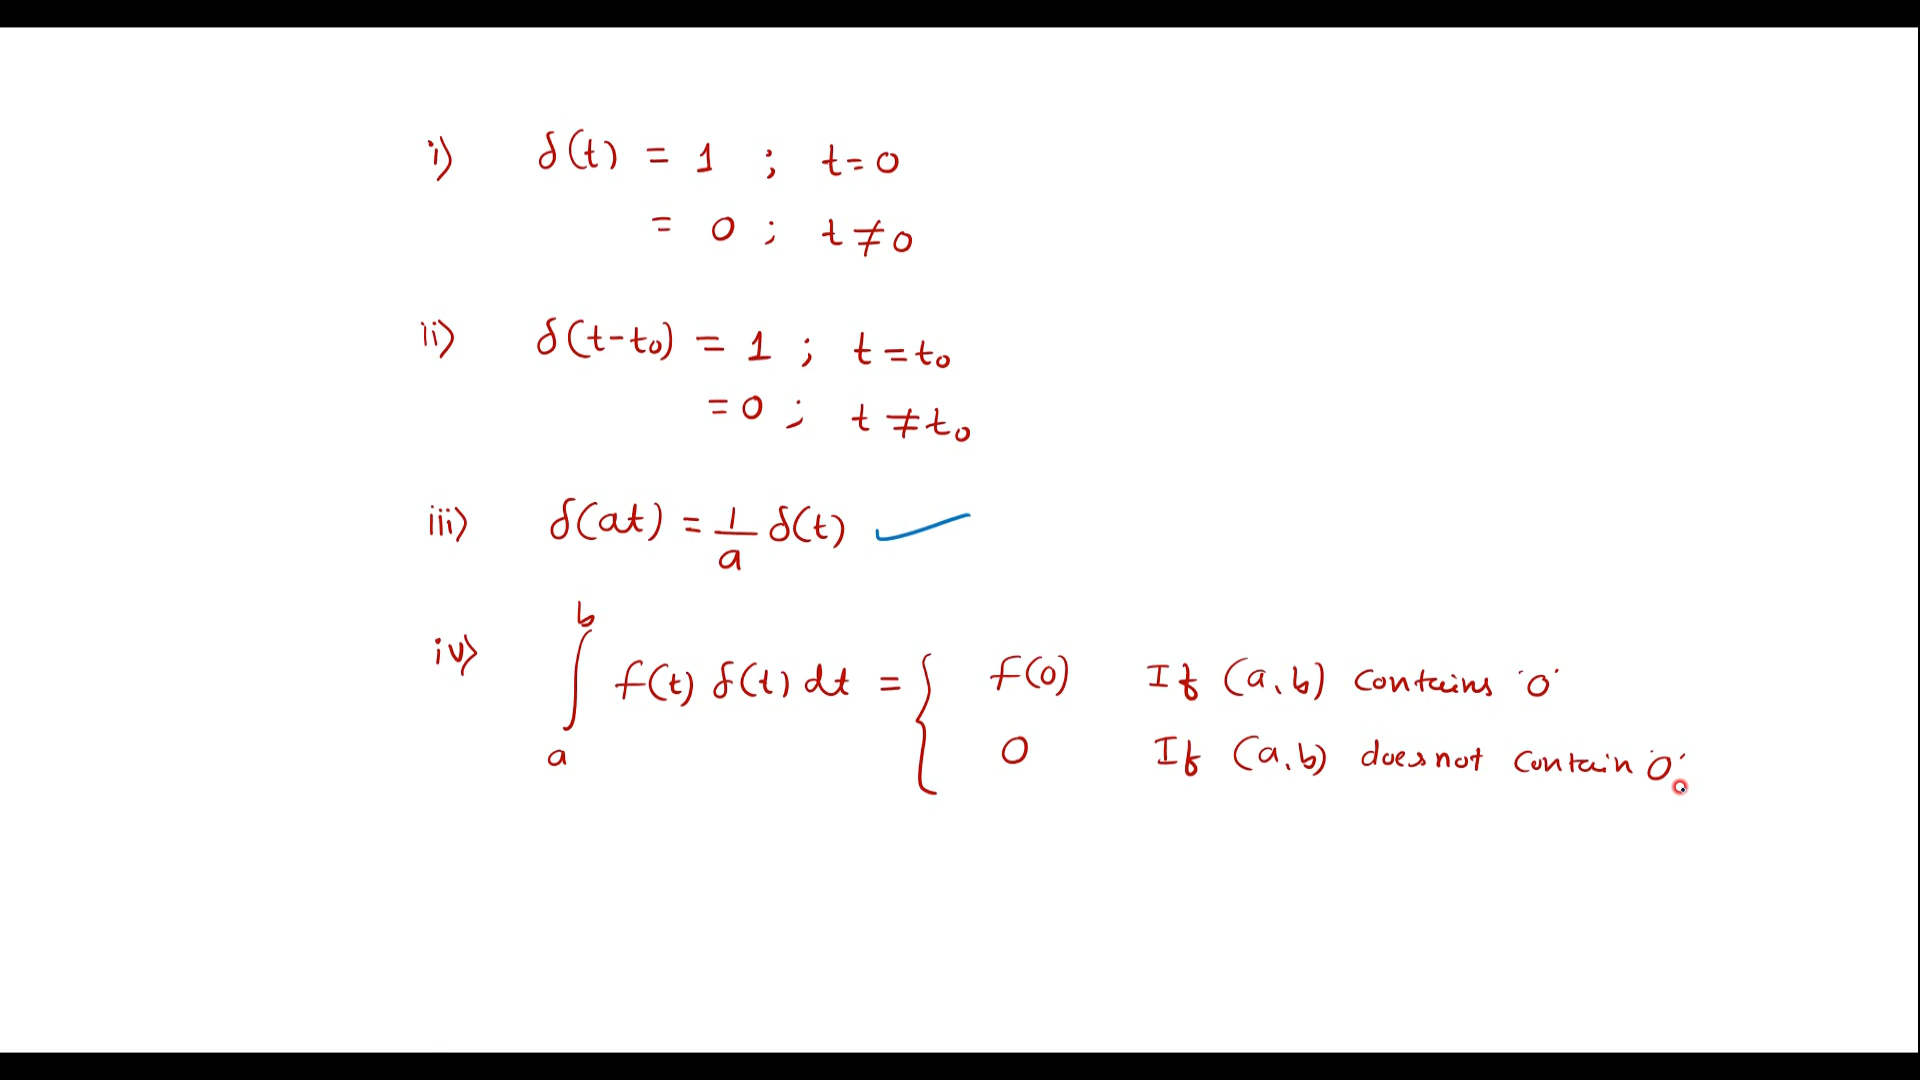 i) δ(t) = 1 ; t=0
= 0 ; t≠0
ii) δ(t-t₀) = 1 ; t=t₀
=0 ; t≠t₀
iii) δ(at) = 1/a δ(t) ✓
iv) ∫ₐᵇ f(t) δ(t) dt = { f(0) If (a,b) contains '0'
0 If (a,b) does not contain '0'